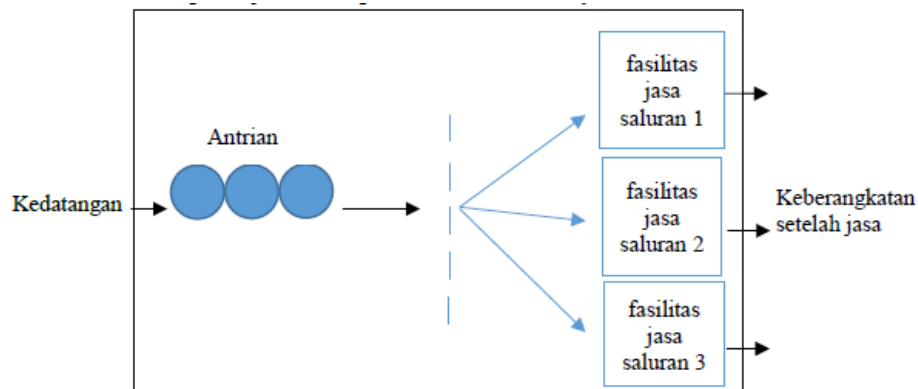 fasilitas
jasa
saluran 1
Antrian
Kedatangan
fasilitas
jasa
saluran 2
Keberangkatan
setelah jasa
fasilitas
jasa
saluran 3